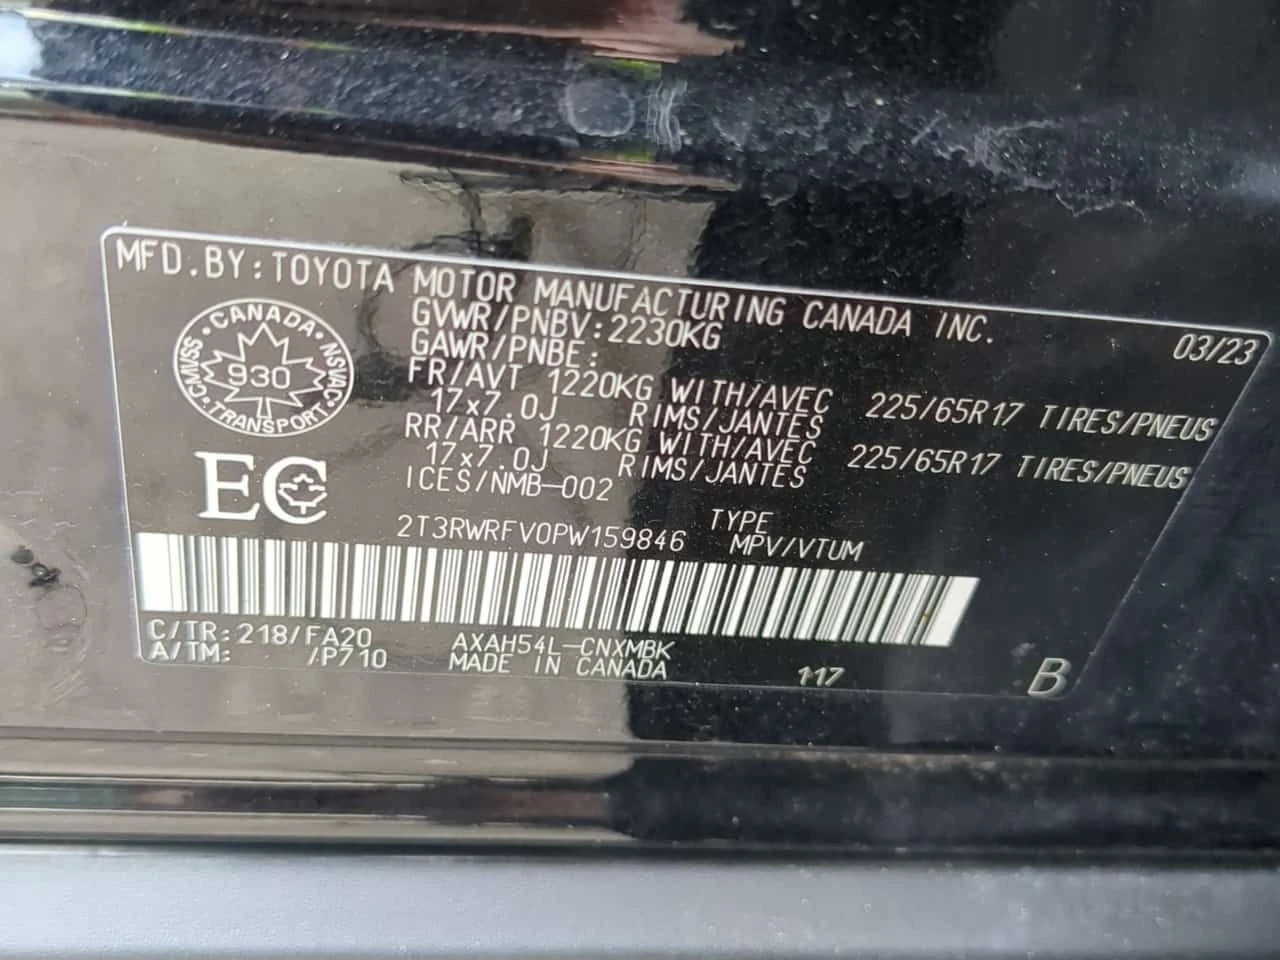 MFD.BY:TOYOTA MOTOR MANUFACTURING CANADA INC. 03/23
GVWR/PNBV:2230KG
GAWR/PNBE:
FR/AVT 1220KG WITH/AVEC 225/65R17 TIRES/PNEUS
17x7.0J RIMS/JANTES
RR/ARR 1220KG WITH/AVEC 225/65R17 TIRES/PNEUS
17x7.0J RIMS/JANTES
ICES/NMB-002
CANADA
CMVSS 930 NSVAC
TRANSPORT
EC
2T3RWRFV0PW159846 TYPE
MPV/VTUM
C/TR:218/FA20 AXAH54L-CNXMBK
A/TM: /P710 MADE IN CANADA 117 B